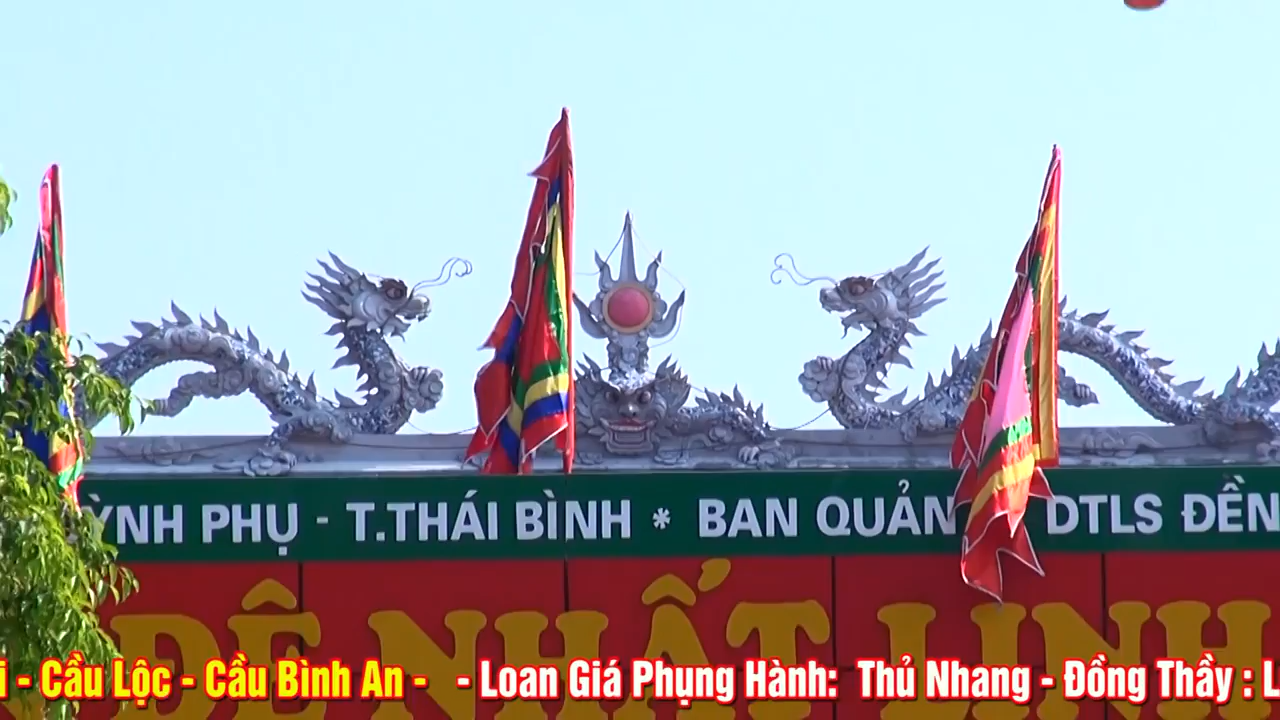 ỲNH PHỤ - T.THÁI BÌNH * BAN QUẢN DTLS ĐỀN
ĐỆ NHẤT LINH
- Cầu Lộc - Cầu Bình An - - Loan Giá Phụng Hành: Thủ Nhang - Đồng Thầy :